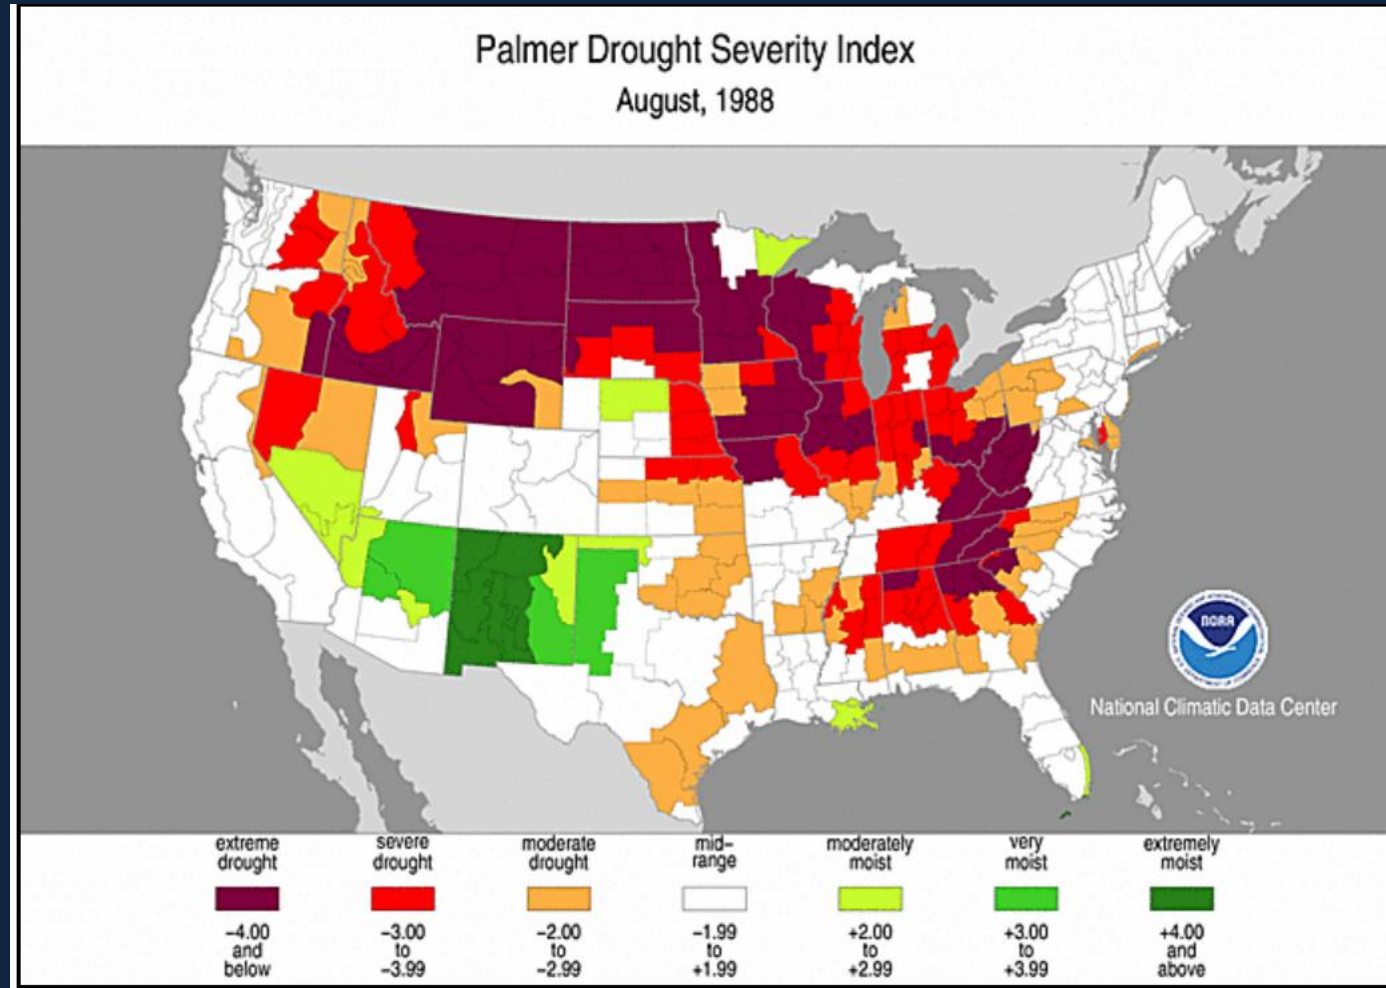 Palmer Drought Severity Index
August, 1988
noaa
National Climatic Data Center
extreme
drought
severe
drought
moderate
drought
mid–
range
moderately
moist
very
moist
extremely
moist
–4.00
and
below
–3.00
to
–3.99
–2.00
to
–2.99
–1.99
to
+1.99
+2.00
to
+2.99
+3.00
to
+3.99
+4.00
and
above